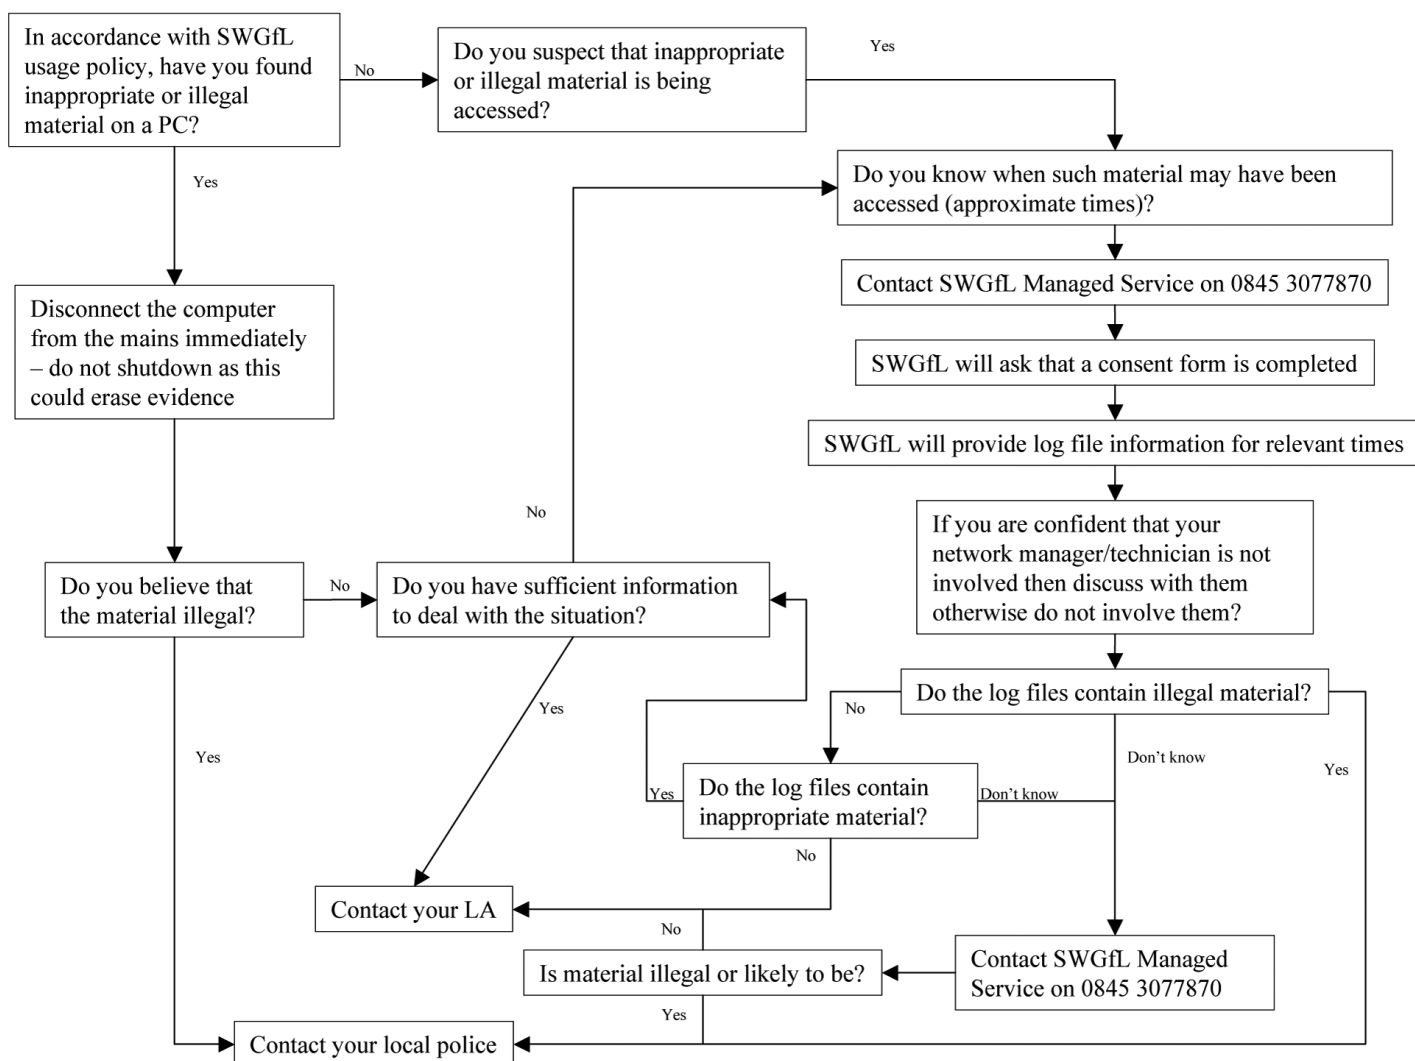 In accordance with SWGfL
usage policy, have you found
inappropriate or illegal
material on a PC?
No
Do you suspect that inappropriate
or illegal material is being
accessed?
Yes
Yes
Do you know when such material may have been
accessed (approximate times)?
Contact SWGfL Managed Service on 0845 3077870
Disconnect the computer
from the mains immediately
– do not shutdown as this
could erase evidence
SWGfL will ask that a consent form is completed
SWGfL will provide log file information for relevant times
No
If you are confident that your
network manager/technician is not
involved then discuss with them
otherwise do not involve them?
Do you believe that
the material illegal?
No
Do you have sufficient information
to deal with the situation?
Do the log files contain illegal material?
Yes
No
Yes
Don’t know
Yes
Do the log files contain
inappropriate material?
Yes
Don’t know
No
Contact your LA
No
Is material illegal or likely to be?
Contact SWGfL Managed
Service on 0845 3077870
Yes
Contact your local police